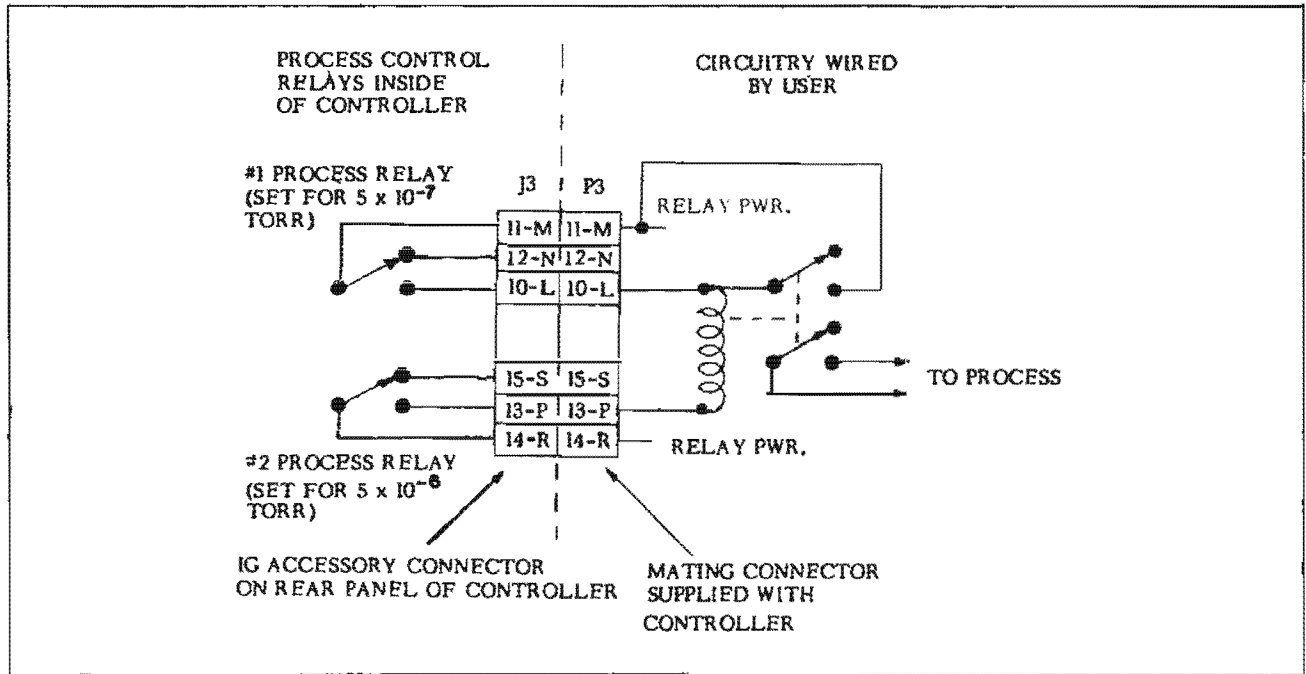 PROCESS CONTROL
RELAYS INSIDE
OF CONTROLLER
CIRCUITRY WIRED
BY USER
#1 PROCESS RELAY
(SET FOR 5 x 10⁻⁷
TORR)
J3 P3
RELAY PWR.
11-M 11-M
12-N 12-N
10-L 10-L
15-S 15-S
13-P 13-P
14-R 14-R
TO PROCESS
RELAY PWR.
#2 PROCESS RELAY
(SET FOR 5 x 10⁻⁶
TORR)
IG ACCESSORY CONNECTOR
ON REAR PANEL OF CONTROLLER
MATING CONNECTOR
SUPPLIED WITH
CONTROLLER